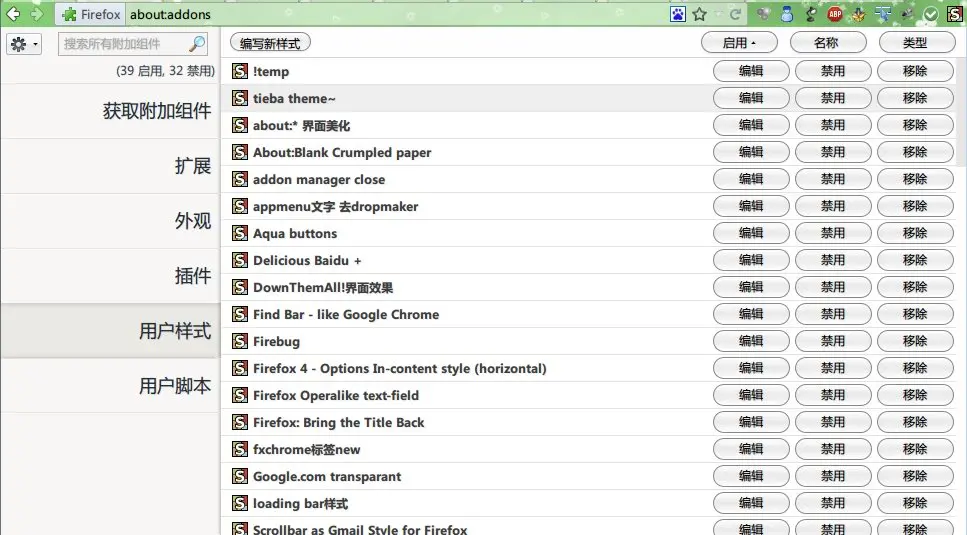 Firefox about:addons ABP
搜索所有附加组件
(39 启用, 32 禁用)
获取附加组件
扩展
外观
插件
用户样式
用户脚本
编写新样式 启用 名称 类型
!temp 编辑 禁用 移除
tieba theme~ 编辑 禁用 移除
about:* 界面美化 编辑 禁用 移除
About:Blank Crumpled paper 编辑 禁用 移除
addon manager close 编辑 禁用 移除
appmenu文字 去dropmaker 编辑 禁用 移除
Aqua buttons 编辑 禁用 移除
Delicious Baidu + 编辑 禁用 移除
DownThemAll!界面效果 编辑 禁用 移除
Find Bar - like Google Chrome 编辑 禁用 移除
Firebug 编辑 禁用 移除
Firefox 4 - Options In-content style (horizontal) 编辑 禁用 移除
Firefox Operalike text-field 编辑 禁用 移除
Firefox: Bring the Title Back 编辑 禁用 移除
fxchrome标签new 编辑 禁用 移除
Google.com transparant 编辑 禁用 移除
loading bar样式 编辑 禁用 移除
Scrollbar as Gmail Style for Firefox 编辑 禁用 移除